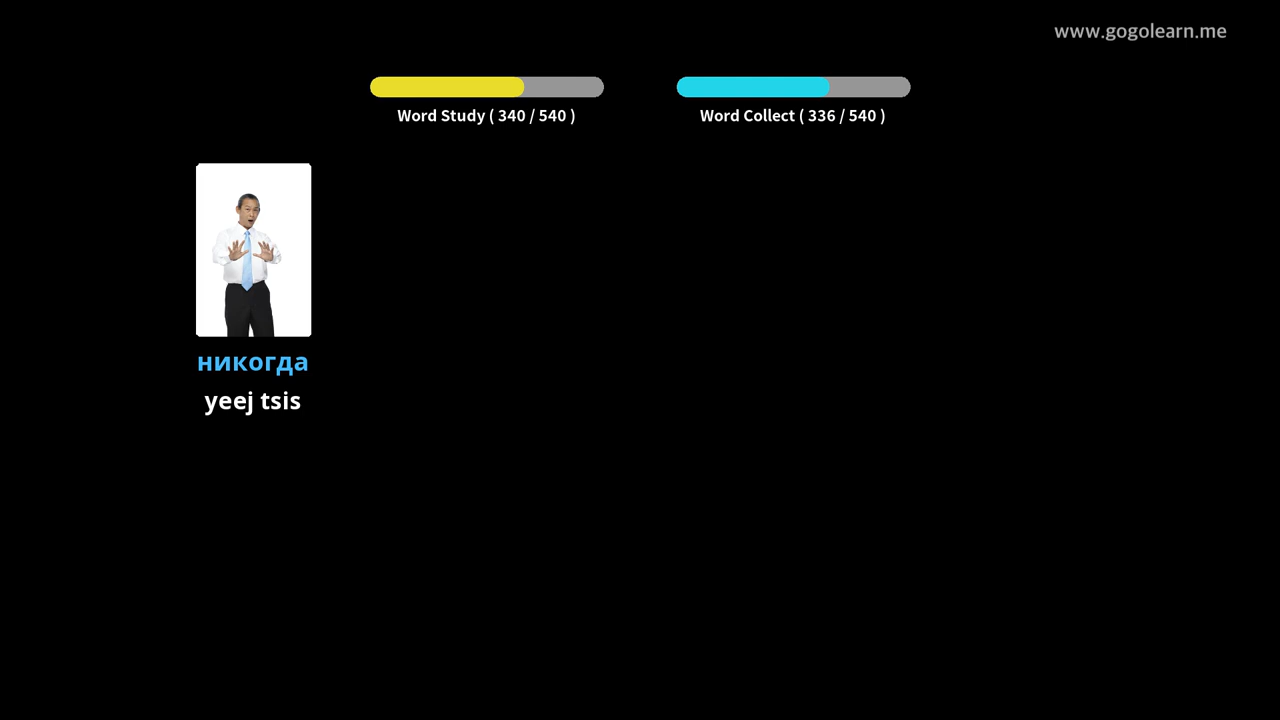 www.gogolearn.me
Word Study ( 340 / 540 )
Word Collect ( 336 / 540 )
никогда
yeej tsis